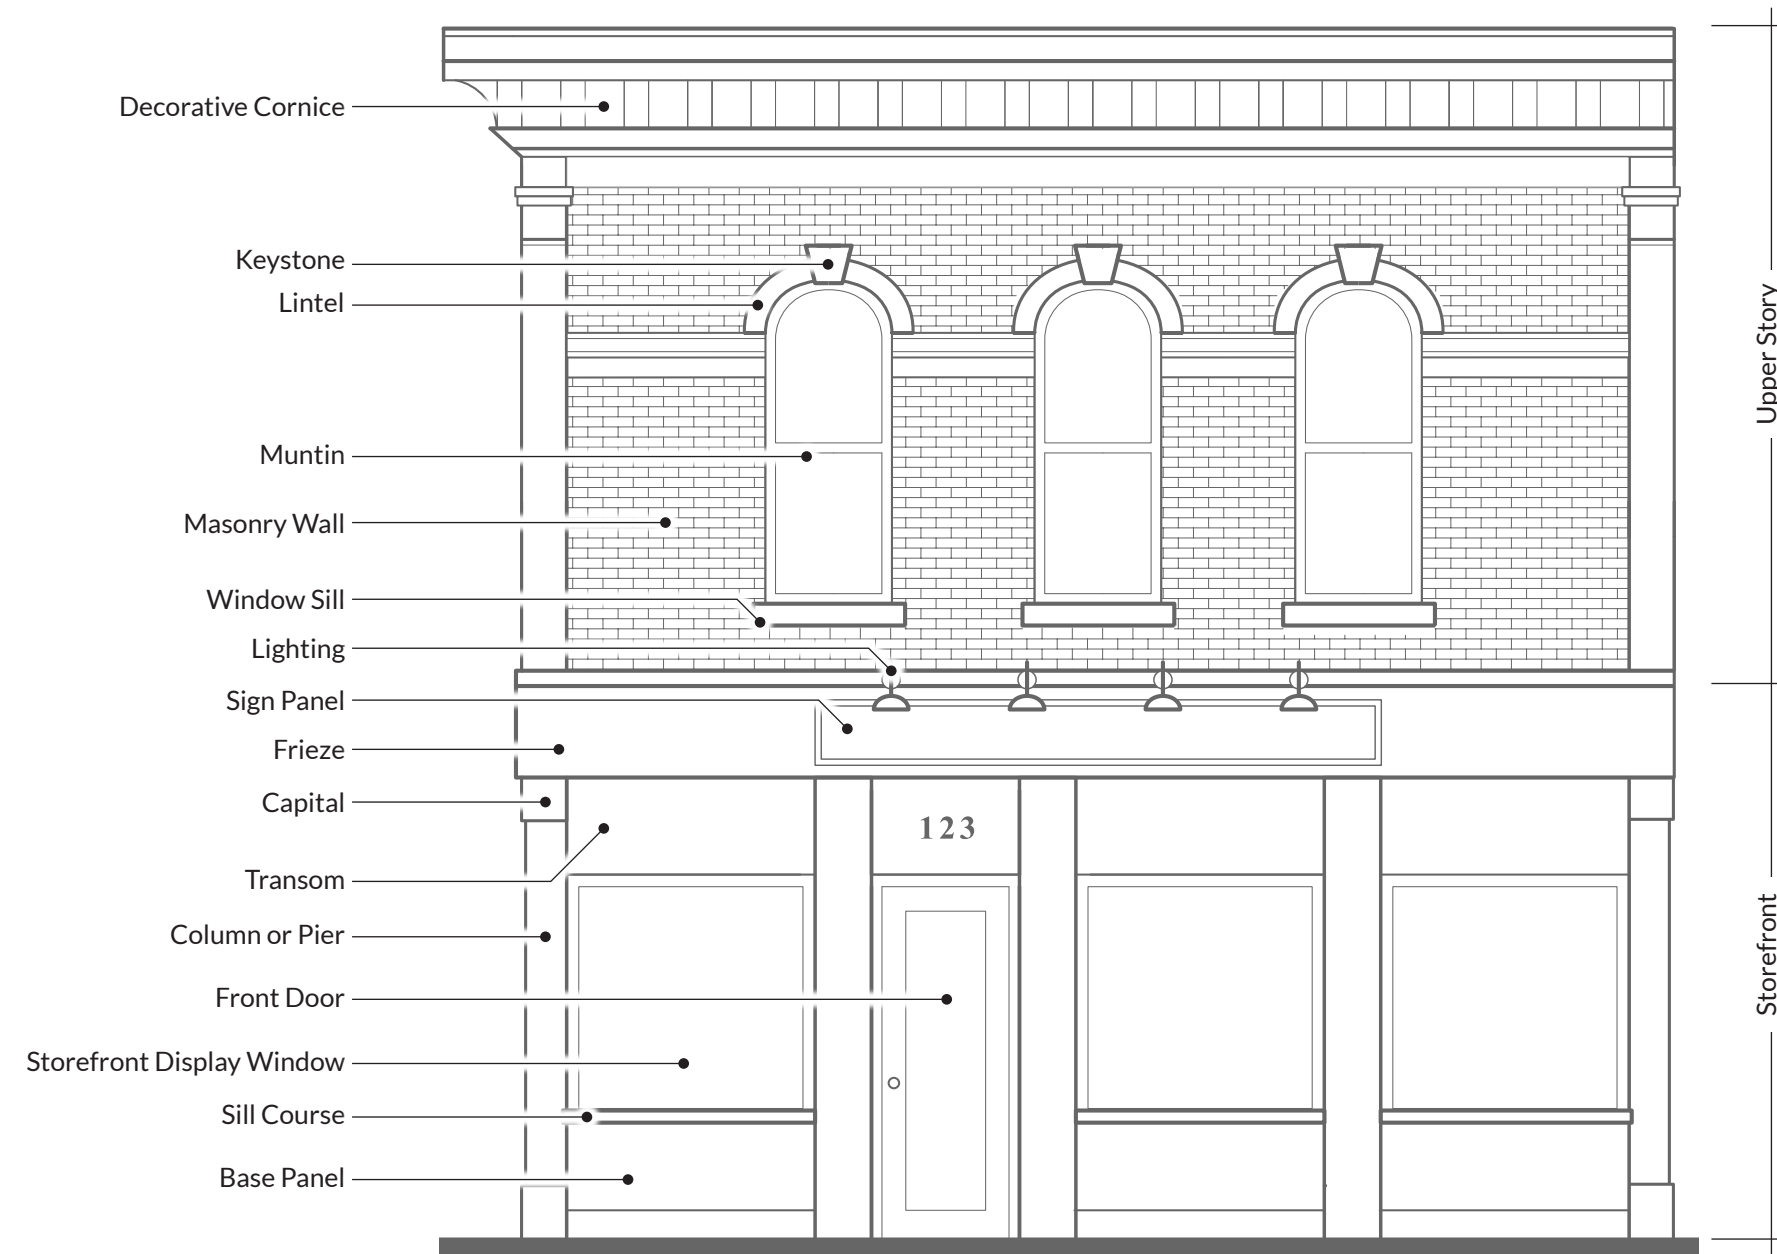 Decorative Cornice
Keystone
Lintel
Muntin
Masonry Wall
Window Sill
Lighting
Sign Panel
Frieze
Capital
Transom
Column or Pier
Front Door
Storefront Display Window
Sill Course
Base Panel
123
Upper Story
Storefront